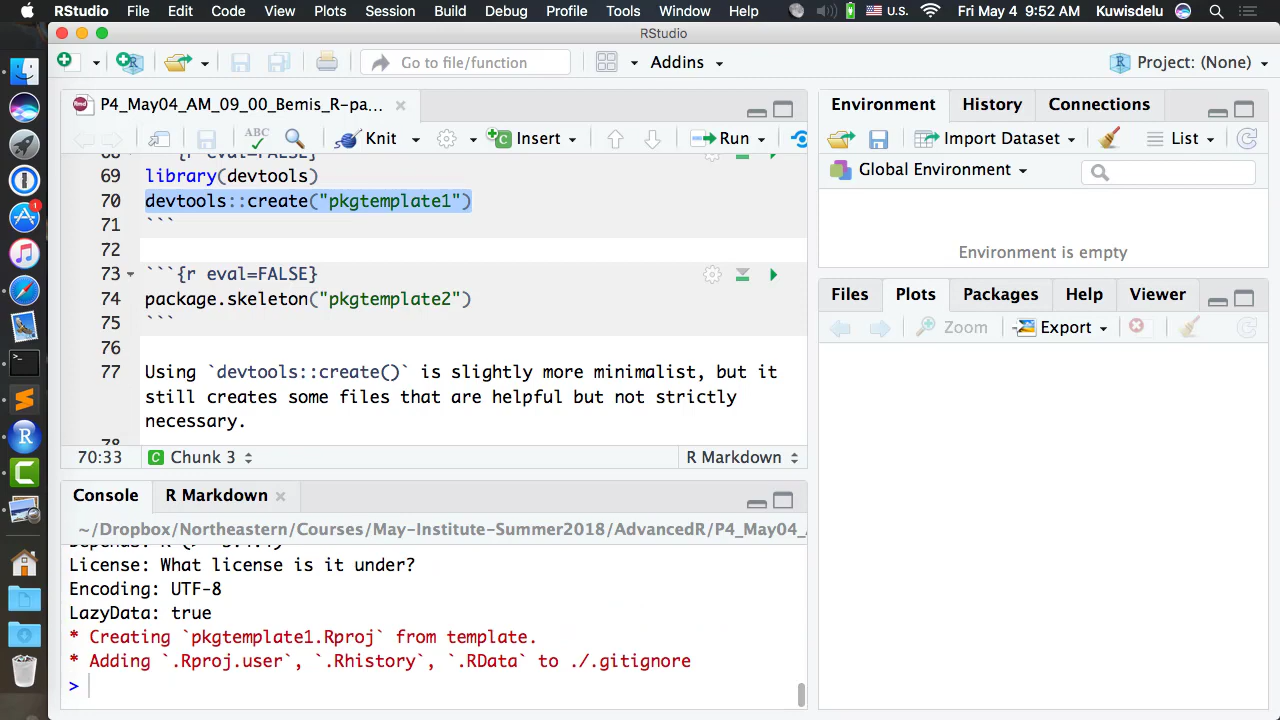 RStudio File Edit Code View Plots Session Build Debug Profile Tools Window Help U.S. Fri May 4 9:52 AM Kuwisdelu
RStudio
Go to file/function Addins Project: (None)
P4_May04_AM_09_00_Bemis_R-pa...
ABC Knit Insert Run
69 library(devtools)
70 devtools::create("pkgtemplate1")
71 ```
72
73 ```{r eval=FALSE}
74 package.skeleton("pkgtemplate2")
75 ```
76
77 Using `devtools::create()` is slightly more minimalist, but it
still creates some files that are helpful but not strictly
necessary.
70:33 Chunk 3 R Markdown
Console R Markdown
~/Dropbox/Northeastern/Courses/May-Institute-Summer2018/AdvancedR/P4_May04_
License: What license is it under?
Encoding: UTF-8
LazyData: true
* Creating `pkgtemplate1.Rproj` from template.
* Adding `.Rproj.user`, `.Rhistory`, `.RData` to ./.gitignore
>
Environment History Connections
Import Dataset List
Global Environment
Environment is empty
Files Plots Packages Help Viewer
Zoom Export